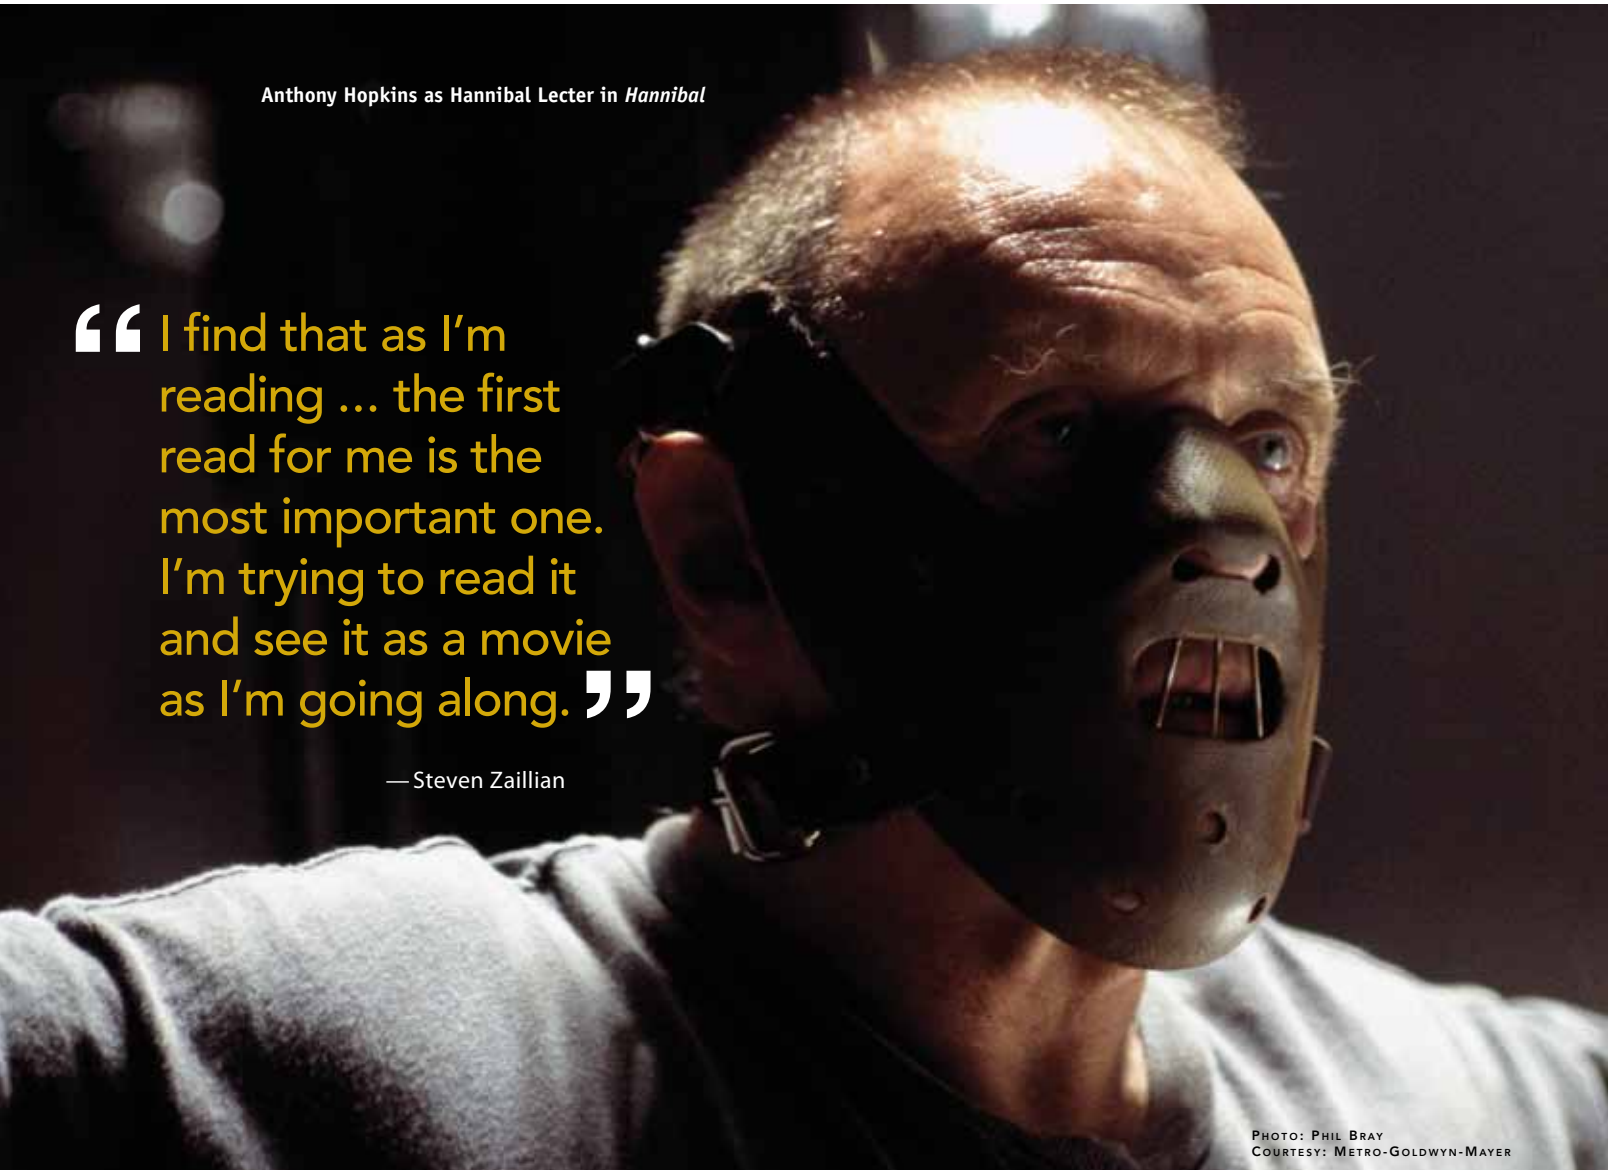 Anthony Hopkins as Hannibal Lecter in Hannibal
“ I find that as I’m
reading ... the first
read for me is the
most important one.
I’m trying to read it
and see it as a movie
as I’m going along. ”
—Steven Zaillian
PHOTO: PHIL BRAY
COURTESY: METRO-GOLDWYN-MAYER